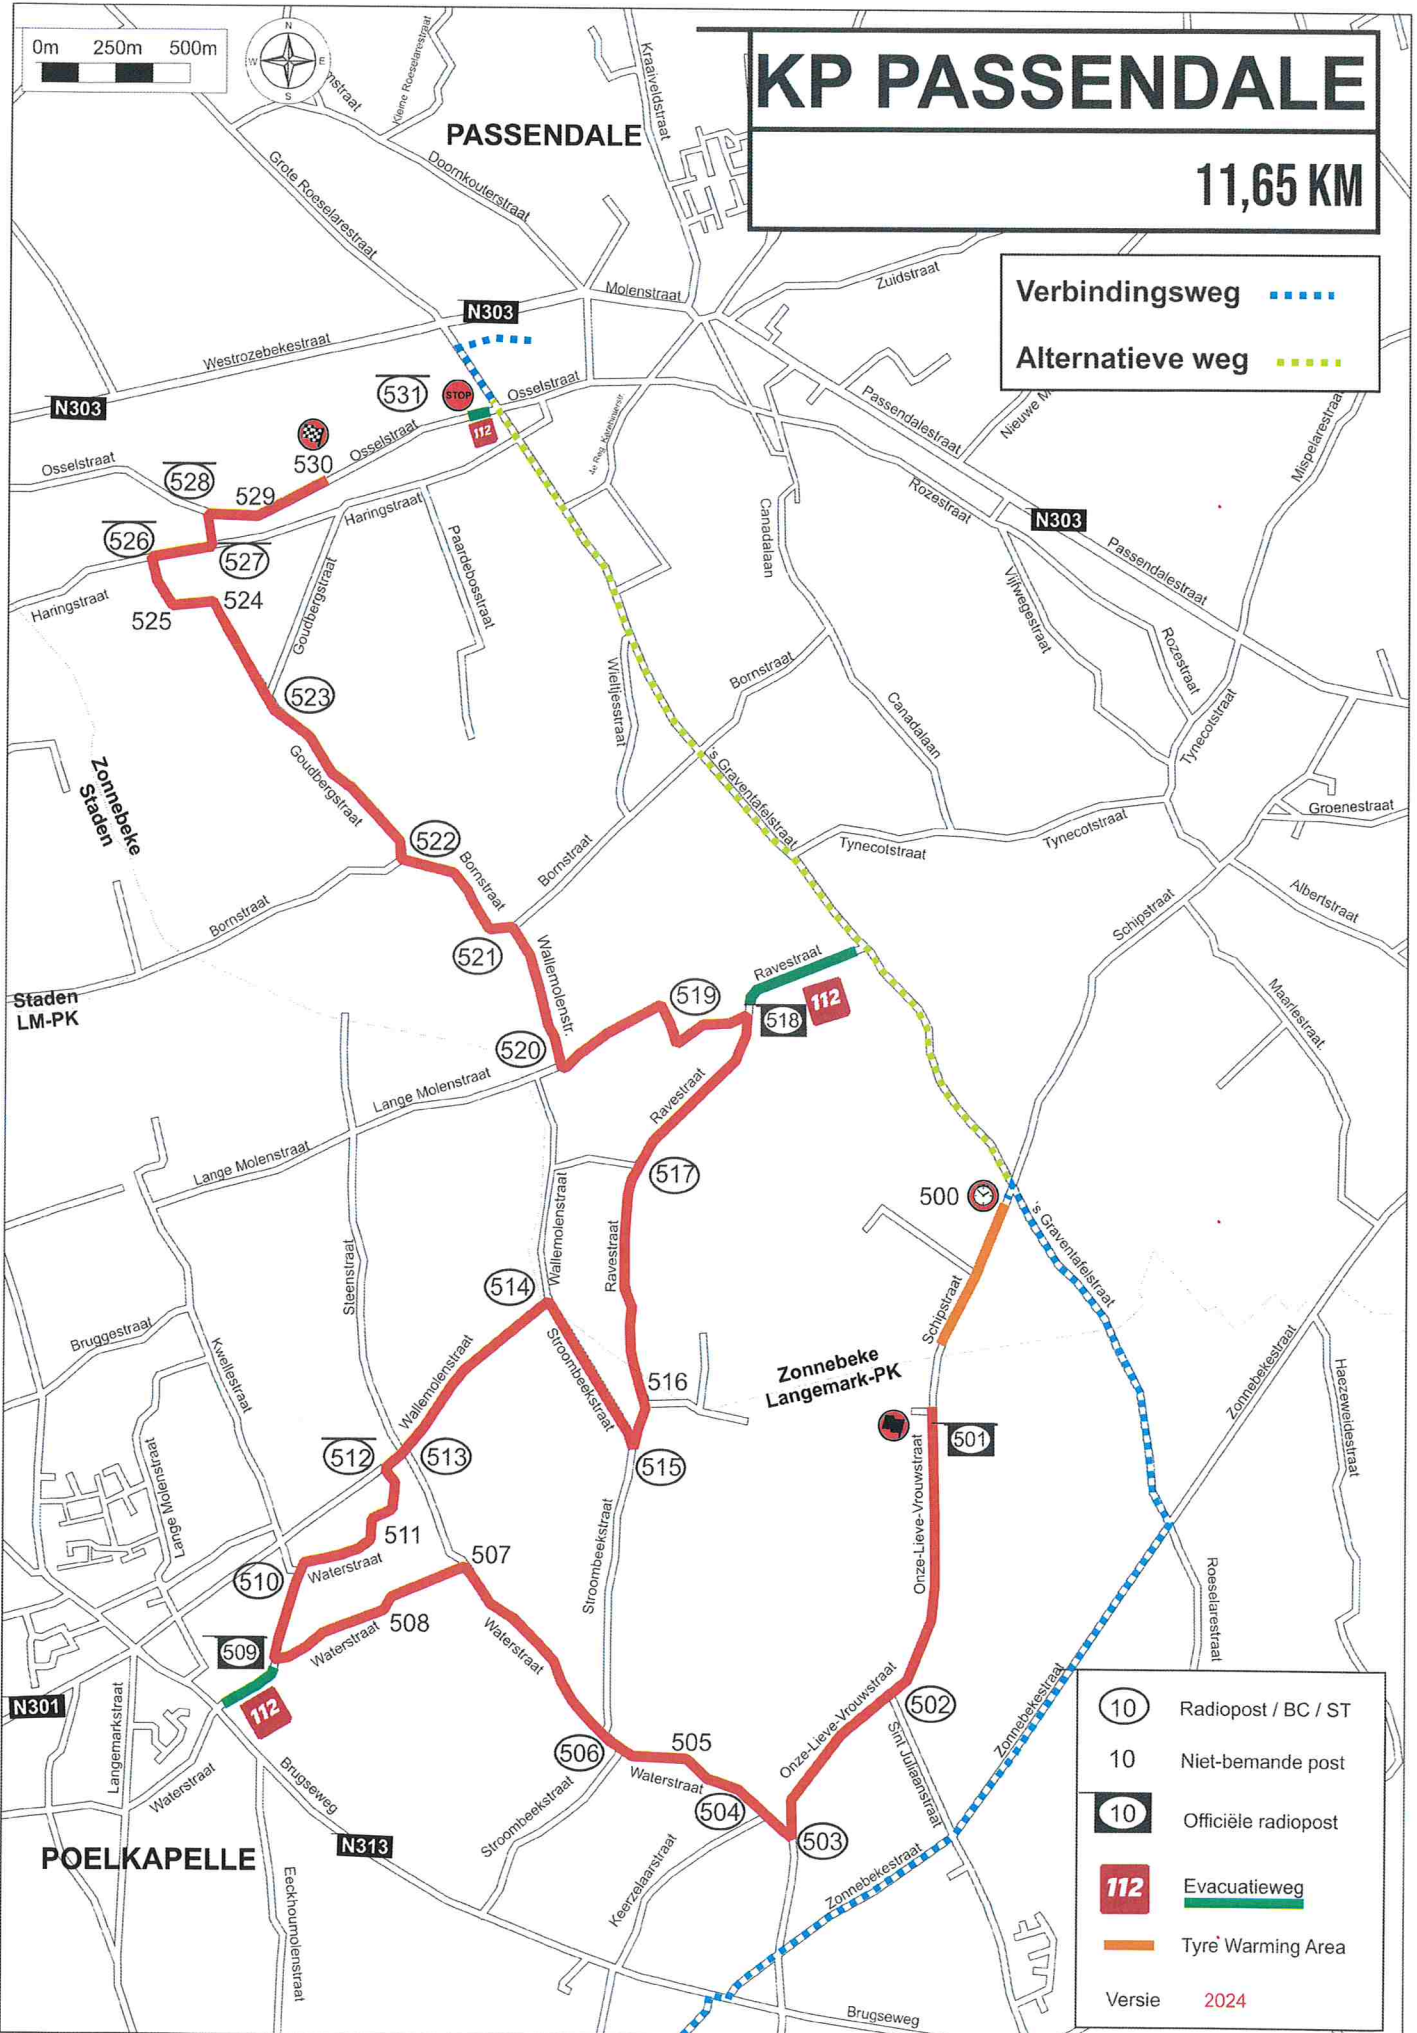 0m 250m 500m
N
W E
S
KP PASSENDALE
11,65 KM
Verbindingsweg
Alternatieve weg
PASSENDALE
Kleine Roeselarestraat
Kraaiveldstraat
Grote Roeselarestraat
Doornkouterstraat
Molenstraat
Zuidstraat
N303
Westrozebekestraat
N303
531
STOP
112
Osselstraat
Osselstraat
Osselstraat
530
528
529
526
527
Haringstraat
Haringstraat
525
524
Goudbergstraat
Paardebosstraat
Canadalaan
Passendalestraat
Nieuwe M
Mispelarestraat
Rozestraat
N303
Passendalestraat
Vijfwegestraat
Rozestraat
Tynecotstraat
523
Goudbergstraat
Wieltjesstraat
Bornstraat
Canadalaan
's Graventafelstraat
Zonnebeke
Staden
522
Bornstraat
Bornstraat
Bornstraat
Tynecotstraat
Tynecotstraat
Groenestraat
Albertstraat
Schipstraat
521
Wallemolenstr.
Ravestraat
112
518
519
Staden
LM-PK
520
Maarlestraat.
Lange Molenstraat
Ravestraat
Lange Molenstraat
517
Wallemolenstraat
Ravestraat
Steenstraat
500
's Graventafelstraat
Schipstraat
514
Bruggestraat
Kwellestraat
Wallemolenstraat
Stroombeekstraat
516
Zonnebeke
Langemark-PK
Zonnebekestraat
Haezeweidestraat
501
512
513
515
Lange Molenstraat
Onze-Lieve-Vrouwstraat
511
Waterstraat
507
510
Stroombeekstraat
508
Waterstraat
Waterstraat
Roeselarestraat
509
112
N301
Langemarkstraat
Waterstraat
Brugseweg
506
505
Waterstraat
504
Onze-Lieve-Vrouwstraat
502
Sint Juliaanstraat
Zonnebekestraat
503
Stroombeekstraat
N313
POELKAPELLE
Eeckhoumolenstraat
Keerzelaarstraat
Zonnebekestraat
Brugseweg
10 Radiopost / BC / ST
10 Niet-bemande post
10 Officiële radiopost
112 Evacuatieweg
Tyre Warming Area
Versie 2024